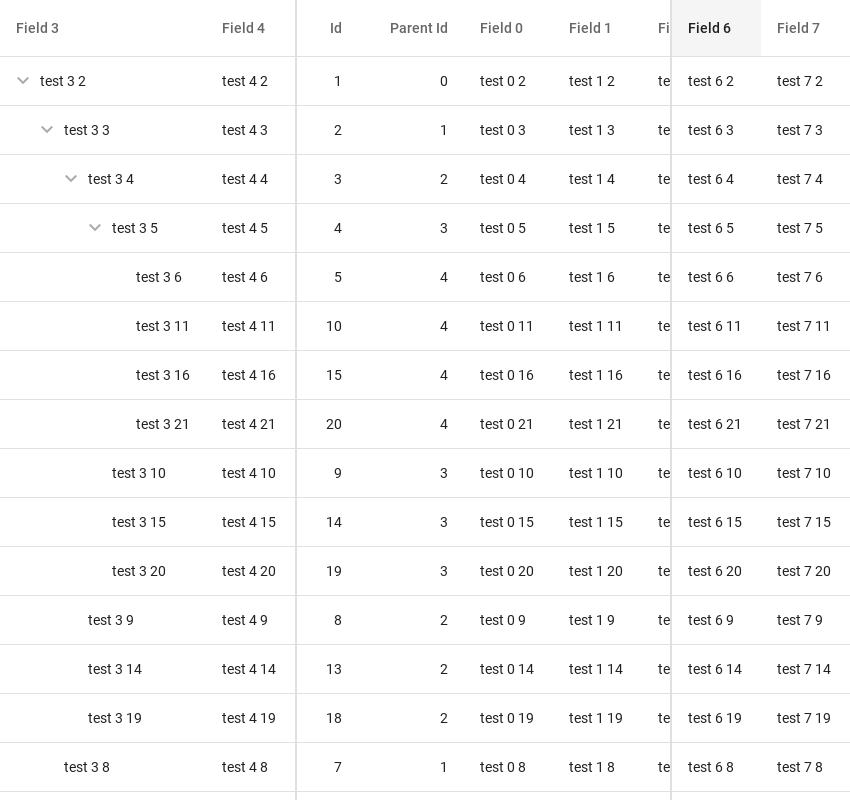 Field 3 Field 4 Id Parent Id Field 0 Field 1 Fi Field 6 Field 7
test 3 2 test 4 2 1 0 test 0 2 test 1 2 te test 6 2 test 7 2
test 3 3 test 4 3 2 1 test 0 3 test 1 3 te test 6 3 test 7 3
test 3 4 test 4 4 3 2 test 0 4 test 1 4 te test 6 4 test 7 4
test 3 5 test 4 5 4 3 test 0 5 test 1 5 te test 6 5 test 7 5
test 3 6 test 4 6 5 4 test 0 6 test 1 6 te test 6 6 test 7 6
test 3 11 test 4 11 10 4 test 0 11 test 1 11 te test 6 11 test 7 11
test 3 16 test 4 16 15 4 test 0 16 test 1 16 te test 6 16 test 7 16
test 3 21 test 4 21 20 4 test 0 21 test 1 21 te test 6 21 test 7 21
test 3 10 test 4 10 9 3 test 0 10 test 1 10 te test 6 10 test 7 10
test 3 15 test 4 15 14 3 test 0 15 test 1 15 te test 6 15 test 7 15
test 3 20 test 4 20 19 3 test 0 20 test 1 20 te test 6 20 test 7 20
test 3 9 test 4 9 8 2 test 0 9 test 1 9 te test 6 9 test 7 9
test 3 14 test 4 14 13 2 test 0 14 test 1 14 te test 6 14 test 7 14
test 3 19 test 4 19 18 2 test 0 19 test 1 19 te test 6 19 test 7 19
test 3 8 test 4 8 7 1 test 0 8 test 1 8 te test 6 8 test 7 8